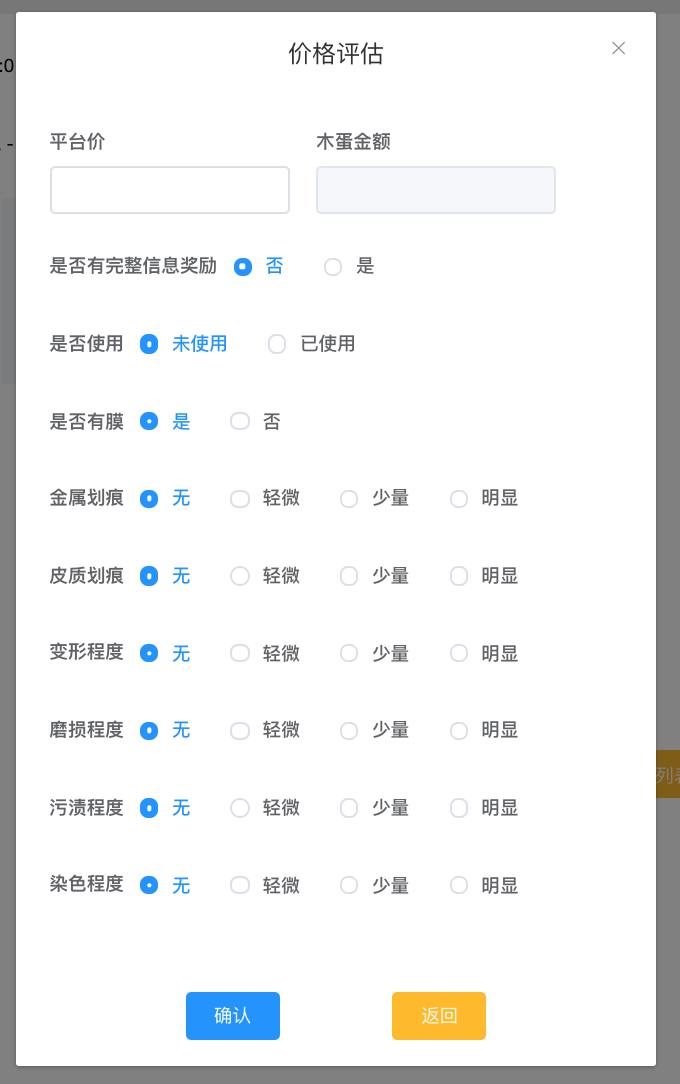 价格评估
:0
-
平台价 木蛋金额
是否有完整信息奖励 否 是
是否使用 未使用 已使用
是否有膜 是 否
金属划痕 无 轻微 少量 明显
皮质划痕 无 轻微 少量 明显
变形程度 无 轻微 少量 明显
磨损程度 无 轻微 少量 明显
列
污渍程度 无 轻微 少量 明显
染色程度 无 轻微 少量 明显
确认 返回